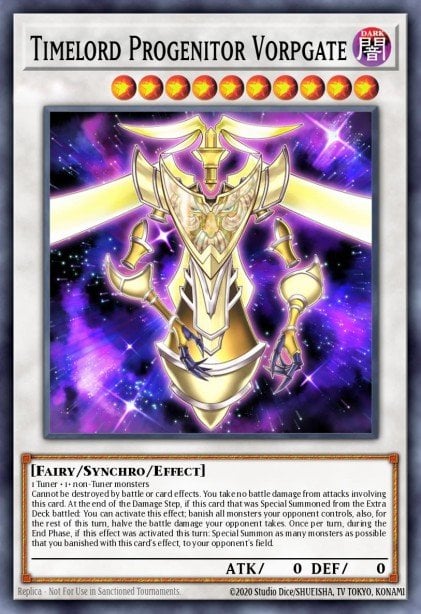 TIMELORD PROGENITOR VORPGATE
DARK
闇
[FAIRY/SYNCHRO/EFFECT]
1 Tuner + 1+ non-Tuner monsters
Cannot be destroyed by battle or card effects. You take no battle damage from attacks involving
this card. At the end of the Damage Step, if this card that was Special Summoned from the Extra
Deck battled: You can activate this effect; banish all monsters your opponent controls, also, for
the rest of this turn, halve the battle damage your opponent takes. Once per turn, during the
End Phase, if this effect was activated this turn: Special Summon as many monsters as possible
that you banished with this card's effect, to your opponent's field.
ATK/ 0 DEF/ 0
Replica - Not For Use in Sanctioned Tournaments. ©2020 Studio Dice/SHUEISHA, TV TOKYO, KONAMI